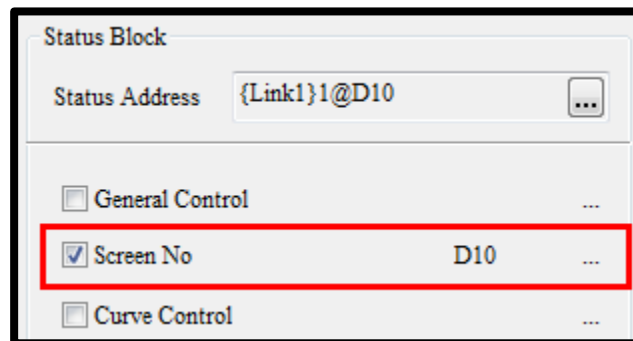 Status Block
Status Address {Link1}1@D10 ...
General Control ...
Screen No D10 ...
Curve Control ...